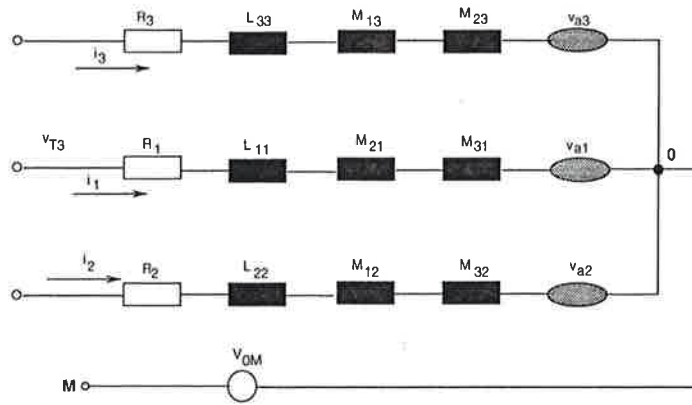 R3 L33 M13 M23 va3
i3
vT3 R1 L11 M21 M31 va1 0
i1
i2 R2 L22 M12 M32 va2
V0M
M